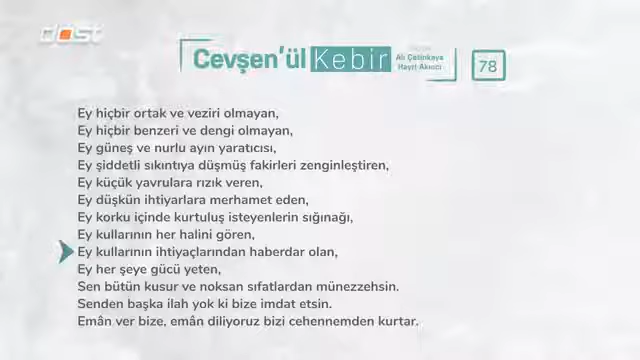 dost
Cevşen'ül Kebir
Ali Çetinkaya
Hayri Akıncı
78
Ey hiçbir ortak ve veziri olmayan,
Ey hiçbir benzeri ve dengi olmayan,
Ey güneş ve nurlu ayın yaratıcısı,
Ey şiddetli sıkıntıya düşmüş fakirleri zenginleştiren,
Ey küçük yavrulara rızık veren,
Ey düşkün ihtiyarlara merhamet eden,
Ey korku içinde kurtuluş isteyenlerin sığınağı,
Ey kullarının her halini gören,
Ey kullarının ihtiyaçlarından haberdar olan,
Ey her şeye gücü yeten,
Sen bütün kusur ve noksan sıfatlardan münezzehsin.
Senden başka ilah yok ki bize imdat etsin.
Emân ver bize, emân diliyoruz bizi cehennemden kurtar.